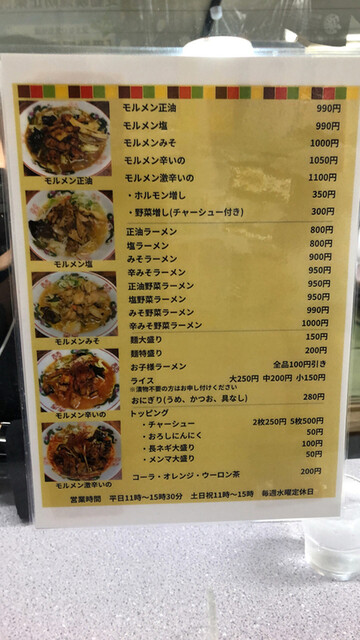 モルメン正油 990円
モルメン塩 990円
モルメンみそ 1000円
モルメン辛いの 1050円
モルメン激辛いの 1100円
・ホルモン増し 350円
・野菜増し(チャーシュー付き) 300円
正油ラーメン 800円
塩ラーメン 800円
みそラーメン 900円
辛みそラーメン 950円
正油野菜ラーメン 950円
塩野菜ラーメン 950円
みそ野菜ラーメン 990円
辛みそ野菜ラーメン 1000円
麺大盛り 150円
麺特盛り 200円
お子様ラーメン 全品100円引き
ライス 大250円 中200円 小150円
※漬物不要の方はお申し付けください
おにぎり(うめ、かつお、具なし) 280円
トッピング
・チャーシュー 2枚250円 5枚500円
・おろしにんにく 50円
・長ネギ大盛り 100円
・メンマ大盛り 50円
コーラ・オレンジ・ウーロン茶 200円
営業時間 平日11時～15時30分 土日祝11時～15時 毎週水曜定休日
モルメン正油
モルメン塩
モルメンみそ
モルメン辛いの
モルメン激辛いの